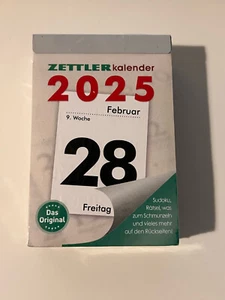 ZETTLERkalender
2025
Februar
9. Woche
28
Freitag
Das
Original
Sudoku,
Rätsel, was
zum Schmunzeln
und vieles mehr
auf den Rückseiten